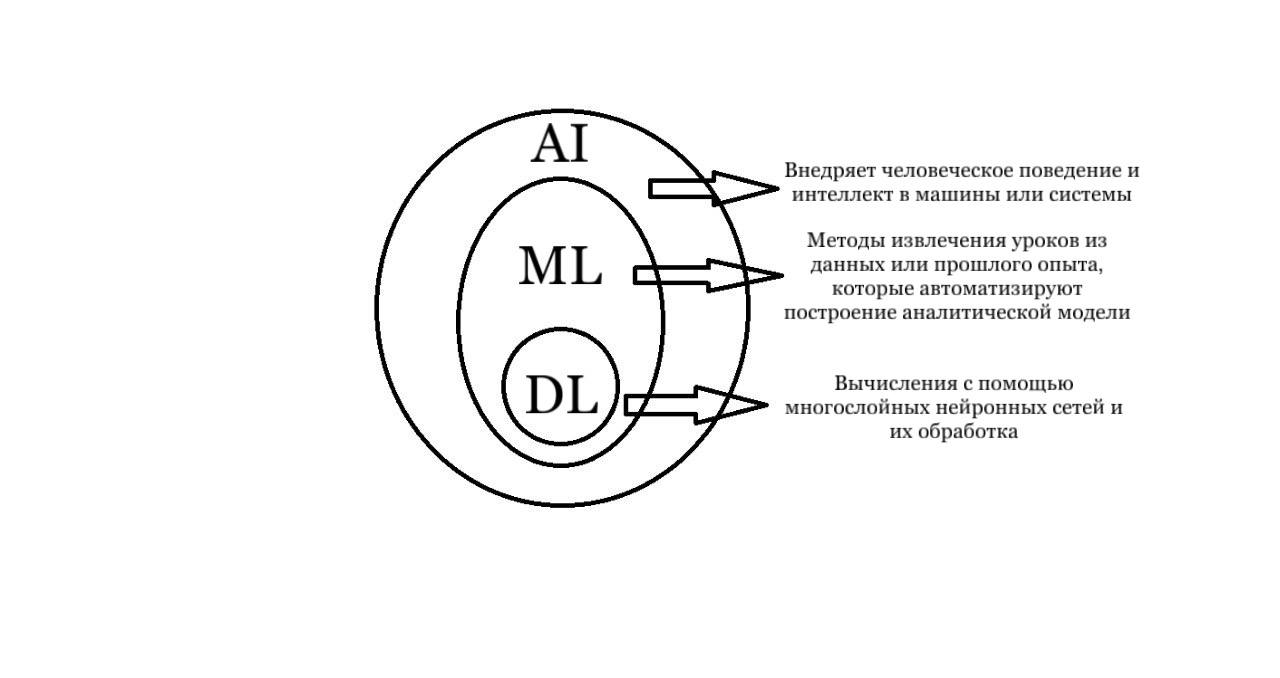 AI
Внедряет человеческое поведение и
интеллект в машины или системы
ML
Методы извлечения уроков из
данных или прошлого опыта,
которые автоматизируют
построение аналитической модели
DL
Вычисления с помощью
многослойных нейронных сетей и
их обработка